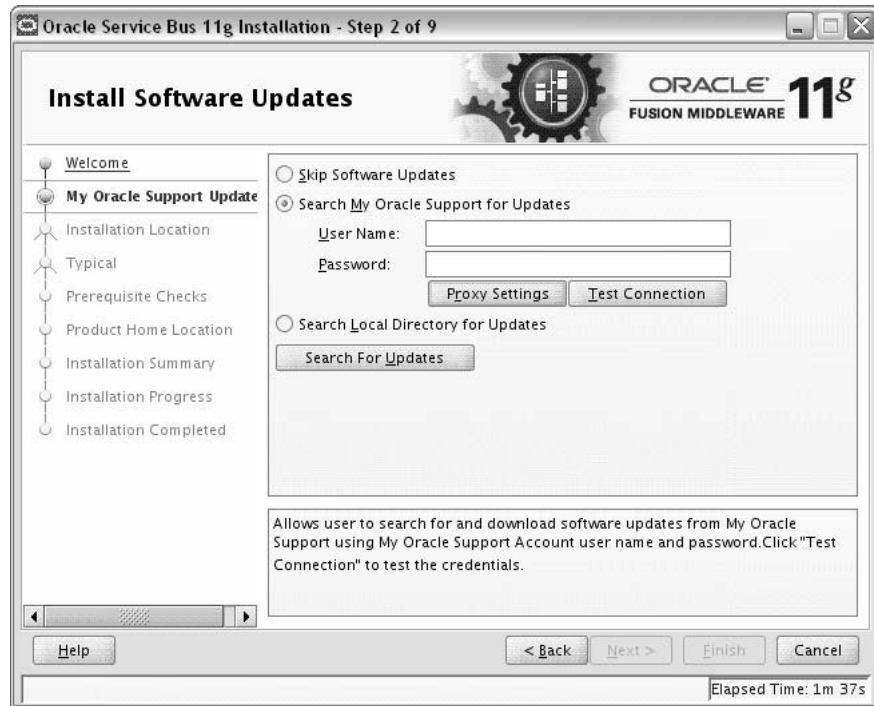 Oracle Service Bus 11g Installation - Step 2 of 9
Install Software Updates
ORACLE
FUSION MIDDLEWARE
11g
Welcome
My Oracle Support Update
Installation Location
Typical
Prerequisite Checks
Product Home Location
Installation Summary
Installation Progress
Installation Completed
Skip Software Updates
Search My Oracle Support for Updates
User Name:
Password:
Proxy Settings
Test Connection
Search Local Directory for Updates
Search For Updates
Allows user to search for and download software updates from My Oracle
Support using My Oracle Support Account user name and password.Click "Test
Connection" to test the credentials.
Help
< Back
Next >
Finish
Cancel
Elapsed Time: 1m 37s